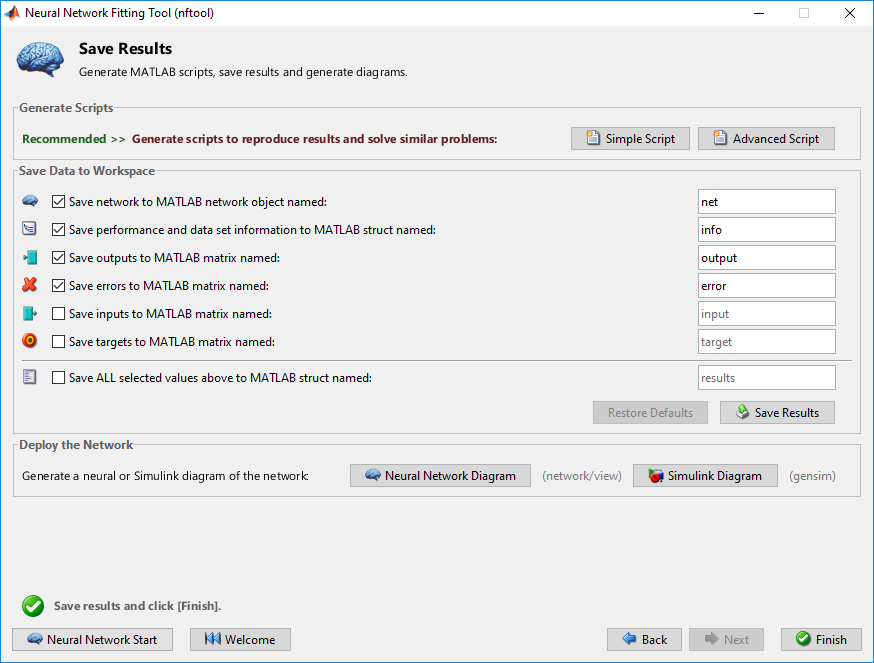 Neural Network Fitting Tool (nftool)
Save Results
Generate MATLAB scripts, save results and generate diagrams.
Generate Scripts
Recommended >> Generate scripts to reproduce results and solve similar problems: Simple Script Advanced Script
Save Data to Workspace
Save network to MATLAB network object named: net
Save performance and data set information to MATLAB struct named: info
Save outputs to MATLAB matrix named: output
Save errors to MATLAB matrix named: error
Save inputs to MATLAB matrix named: input
Save targets to MATLAB matrix named: target
Save ALL selected values above to MATLAB struct named: results
Restore Defaults Save Results
Deploy the Network
Generate a neural or Simulink diagram of the network: Neural Network Diagram (network/view) Simulink Diagram (gensim)
Save results and click [Finish].
Neural Network Start Welcome Back Next Finish